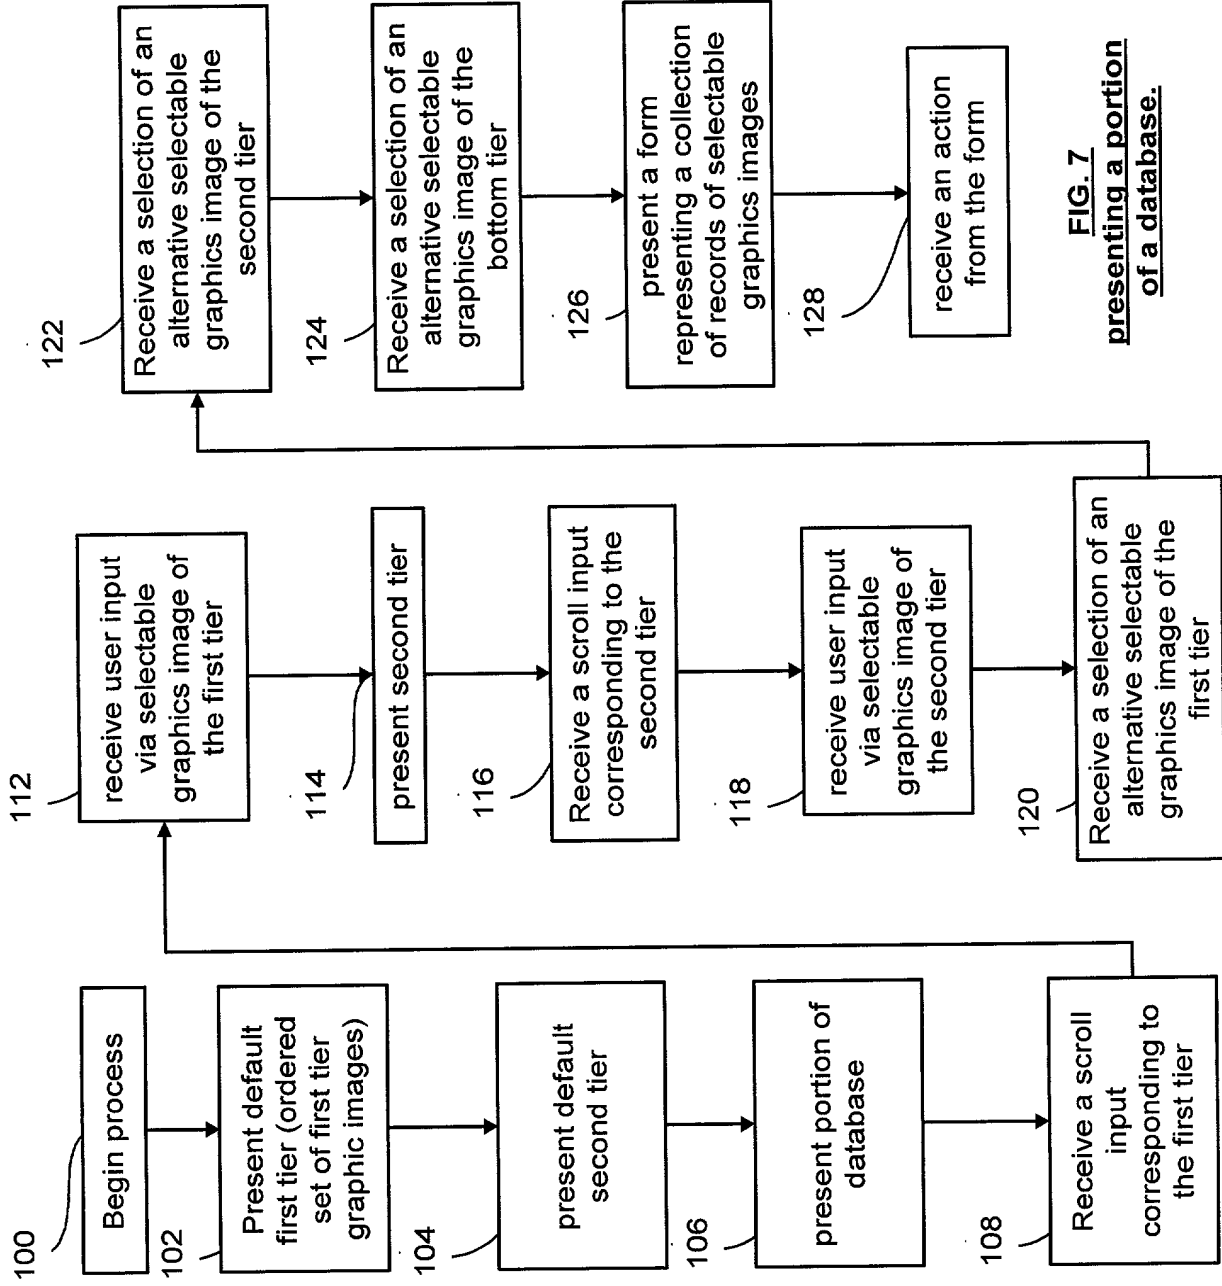 100
Begin process
102
Present default
first tier (ordered
set of first tier
graphic images)
104
present default
second tier
106
present portion of
database
108
Receive a scroll
input
corresponding to
the first tier
112
receive user input
via selectable
graphics image of
the first tier
114
present second tier
116
Receive a scroll input
corresponding to the
second tier
118
receive user input
via selectable
graphics image of
the second tier
120
Receive a selection of an
alternative selectable
graphics image of the
first tier
122
Receive a selection of an
alternative selectable
graphics image of the
second tier
124
Receive a selection of an
alternative selectable
graphics image of the
bottom tier
126
present a form
representing a collection
of records of selectable
graphics images
128
receive an action
from the form
FIG. 7
presenting a portion
of a database.